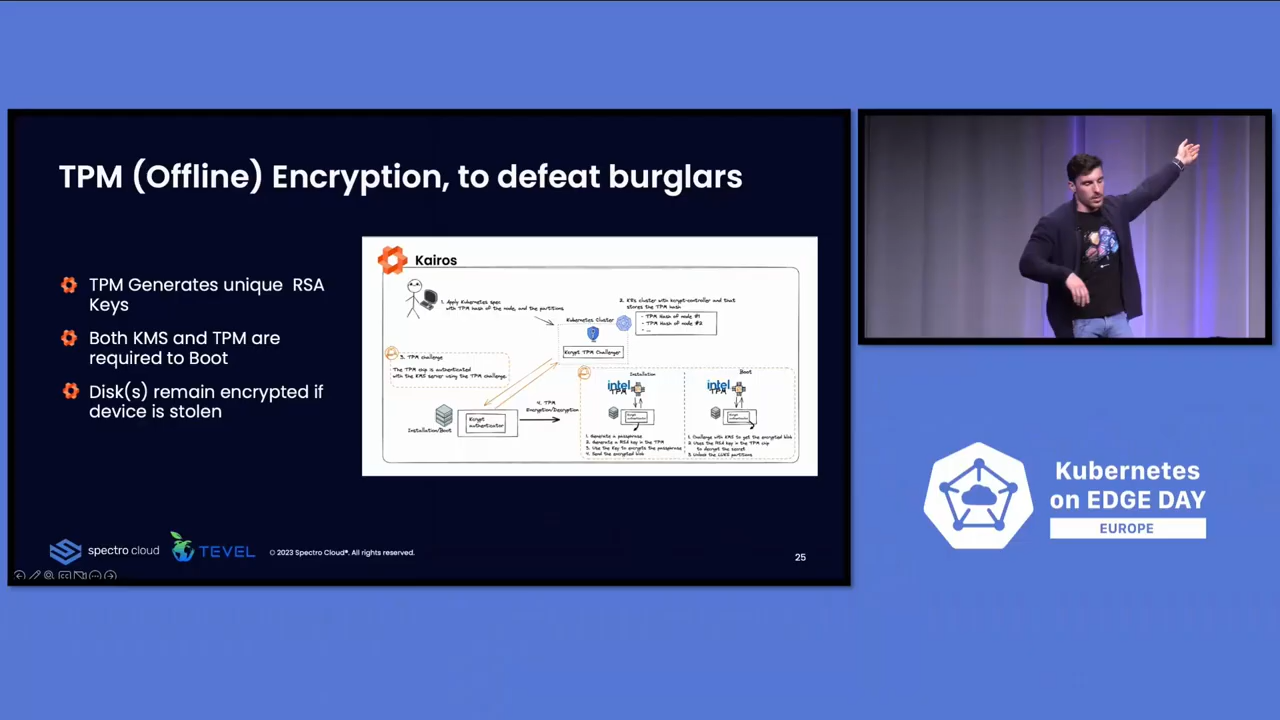 TPM (Offline) Encryption, to defeat burglars
TPM Generates unique RSA
Keys
Both KMS and TPM are
required to Boot
Disk(s) remain encrypted if
device is stolen
Kairos
1. Apply Kubernetes spec
with TPM hash of the node, and the partitions
2. K8s cluster with kcrypt-controller and that
stores the TPM hash
- TPM Hash of node #1
- TPM Hash of node #2
- ...
Kubernetes Cluster
Kcrypt TPM Challenger
3. TPM challenge
The TPM chip is authenticated
with the KMS server using the TPM challenge.
Installation/Boot
Kcrypt
authenticator
4. TPM
Encryption/Decryption
Installation
intel
TPM
1. Generate a passphrase
2. Generate a RSA key in the TPM
3. Use the Key to encrypts the passphrase
4. Send the encrypted blob
Boot
intel
TPM
1. Challenge with KMS to get the encrypted blob
2. Uses the RSA key in the TPM chip
to decrypt the secret
3. Unlock the LUKS partitions
spectro cloud
TEVEL
© 2023 Spectro Cloud®. All rights reserved.
25
Kubernetes
on EDGE DAY
EUROPE